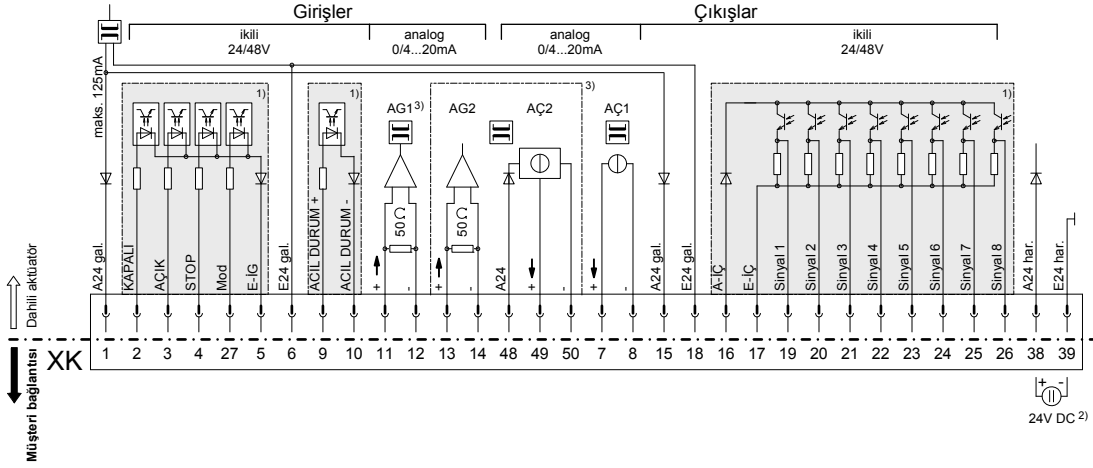 Girişler
Çıkışlar
ikili
24/48V
analog
0/4...20mA
analog
0/4...20mA
ikili
24/48V
maks. 125mA
1)
1)
3)
1)
AG1 3)
AG2
AÇ2
AÇ1
50 Ω
50 Ω
A24 gal.
KAPALI
AÇIK
STOP
Mod
E-İG
E24 gal.
ACİL DURUM +
ACİL DURUM -
+
-
+
-
A24
+
-
+
-
A24 gal.
E24 gal.
A-İÇ
E-İÇ
Sinyal 1
Sinyal 2
Sinyal 3
Sinyal 4
Sinyal 5
Sinyal 6
Sinyal 7
Sinyal 8
A24 har.
E24 har.
Dahili aktüatör
Müşteri bağlantısı
XK
1 2 3 4 27 5 6 9 10 11 12 13 14 48 49 50 7 8 15 18 16 17 19 20 21 22 23 24 25 26 38 39
+ -
24V DC 2)